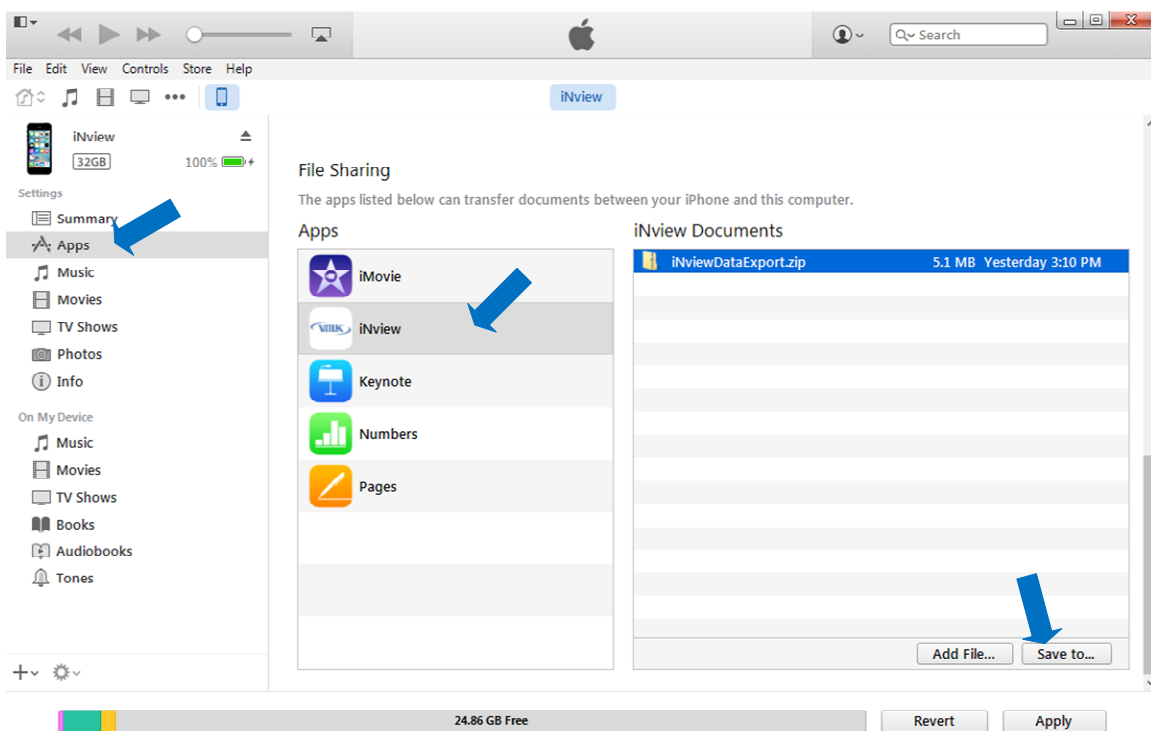 Search
File Edit View Controls Store Help
iNview
iNview
32GB 100%
Settings
Summary
Apps
Music
Movies
TV Shows
Photos
Info
On My Device
Music
Movies
TV Shows
Books
Audiobooks
Tones
File Sharing
The apps listed below can transfer documents between your iPhone and this computer.
Apps
iMovie
VOLK
iNview
Keynote
Numbers
Pages
iNview Documents
iNviewDataExport.zip 5.1 MB Yesterday 3:10 PM
Add File... Save to...
24.86 GB Free
Revert Apply